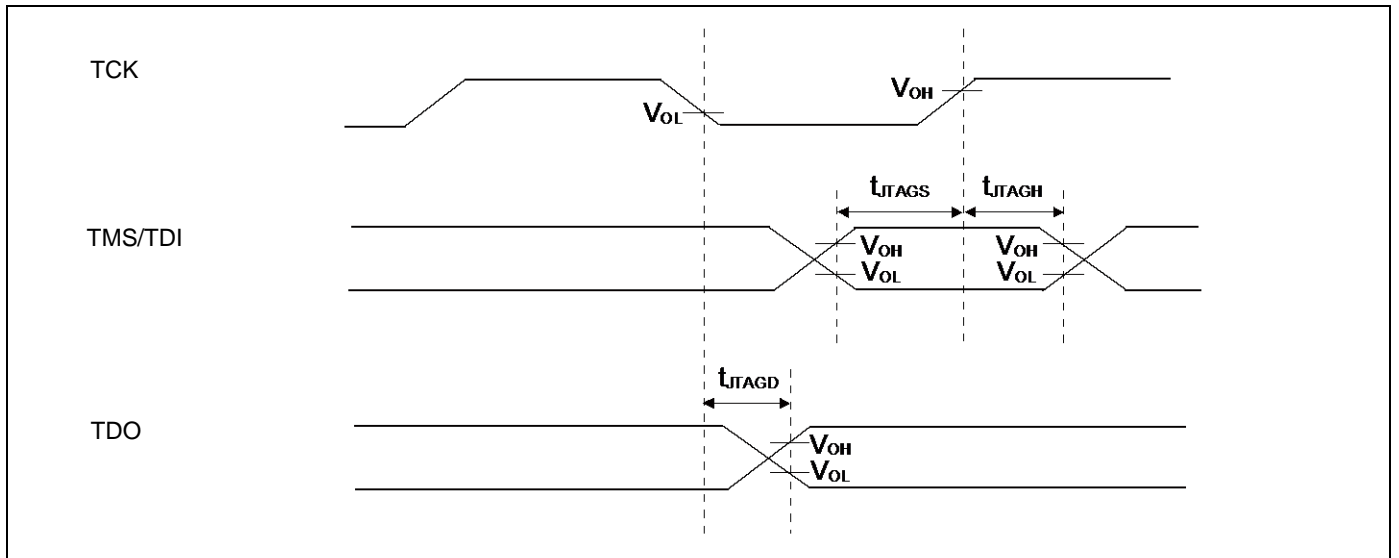 TCK
VOL
VOH
TMS/TDI
tJTAGS
tJTAGH
VOH
VOL
VOH
VOL
TDO
tJTAGD
VOH
VOL